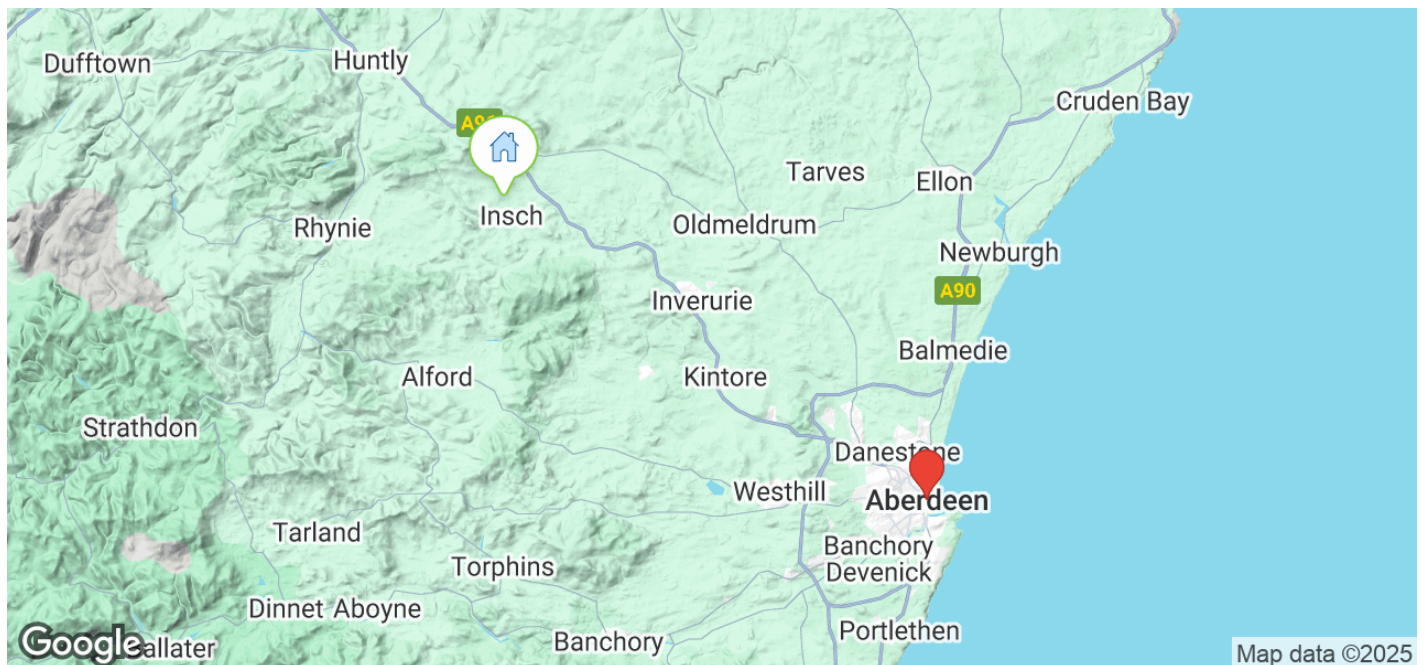 Dufftown
Huntly
Cruden Bay
Tarves
Ellon
Insch
Rhynie
Oldmeldrum
Newburgh
A90
Inverurie
Balmedie
Alford
Kintore
Strathdon
Danestone
Westhill
Aberdeen
Tarland
Banchory
Devenick
Torphins
Dinnet
Aboyne
Portlethen
Banchory
Google
Ballater
Map data ©2025